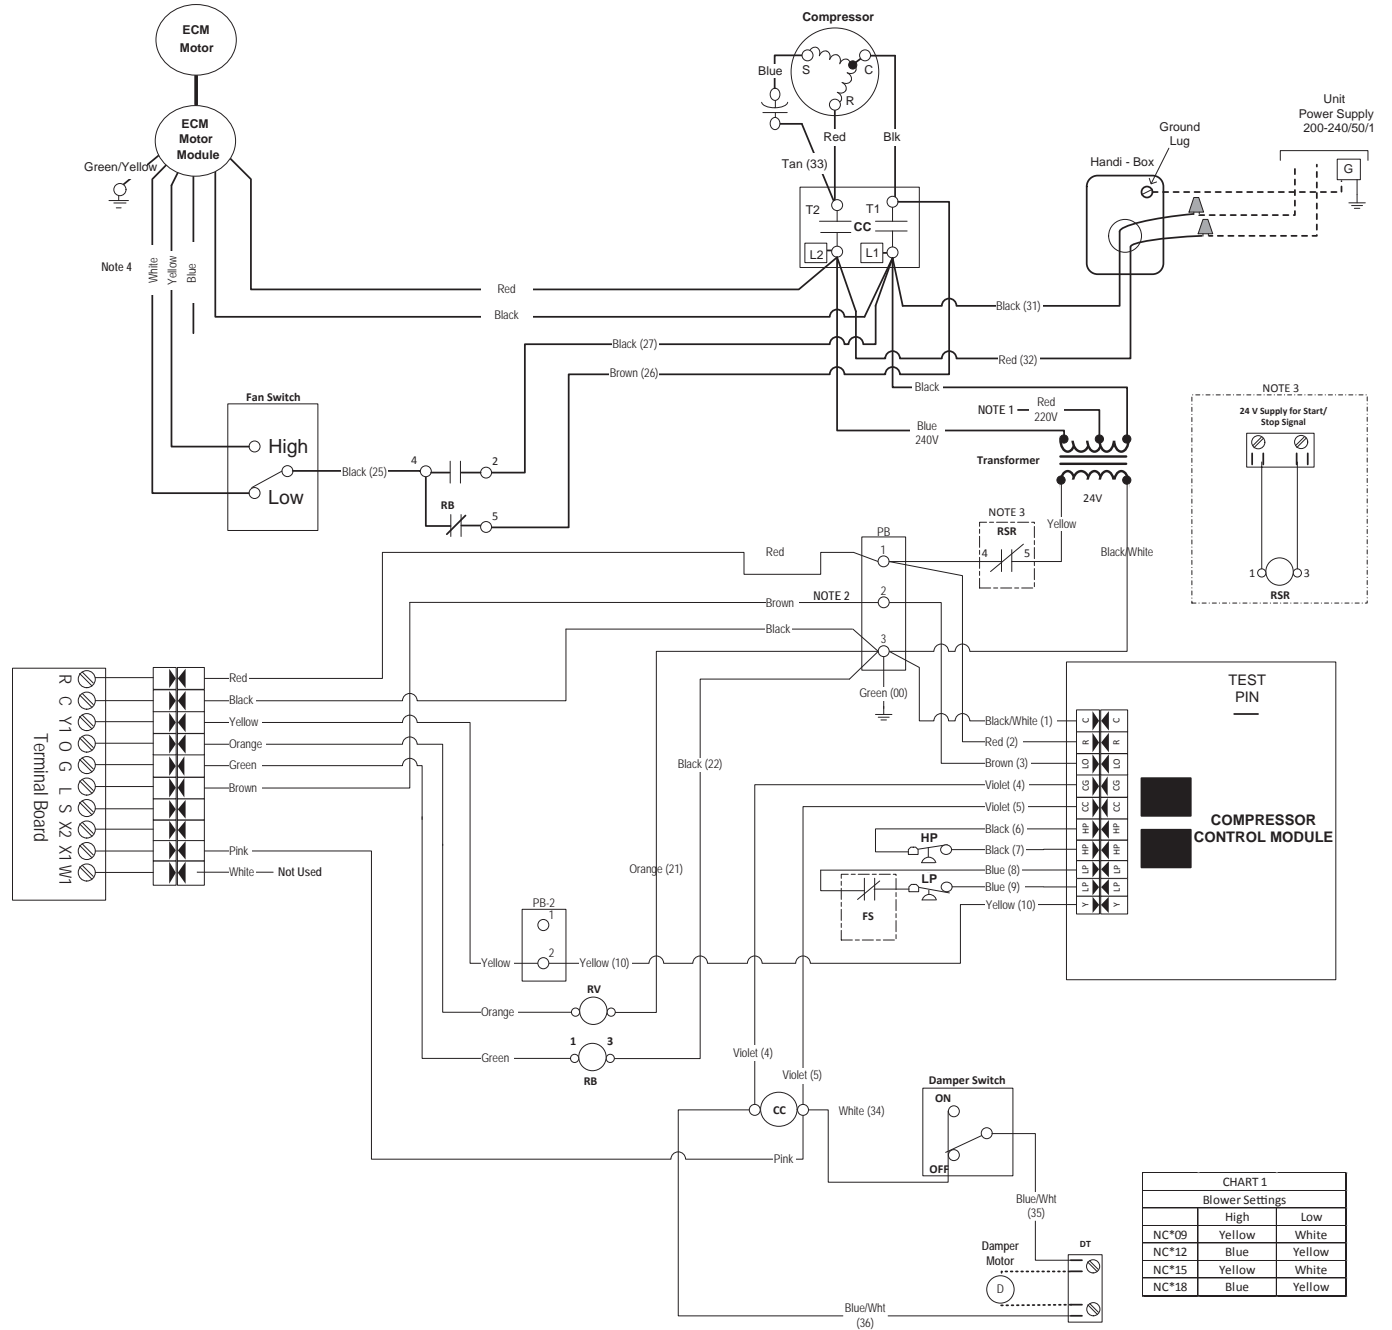 ECM
Motor
ECM
Motor
Module
Green/Yellow
Note 4
White
Yellow
Blue
Compressor
Blue
S
C
R
Red
Blk
Tan (33)
T2
T1
CC
L2
L1
Unit
Power Supply
200-240/50/1
Ground
Lug
Handi - Box
G
Red
Black
Black (31)
Black (27)
Red (32)
Brown (26)
Black
NOTE 1
Red
220V
Blue
240V
Transformer
24V
Yellow
Black/White
NOTE 3
24 V Supply for Start/
Stop Signal
1
3
RSR
Fan Switch
High
Low
Black (25)
4
2
RB
5
NOTE 3
RSR
4
5
PB
1
2
3
Red
Brown
NOTE 2
Black
Green (00)
Terminal Board
R
C
Y1
O
G
L
S
X2
X1
W1
Red
Black
Yellow
Orange
Green
Brown
Pink
White
Not Used
Black (22)
Orange (21)
PB-2
1
2
Yellow
Yellow (10)
Orange
RV
Green
1
3
RB
TEST
PIN
COMPRESSOR
CONTROL MODULE
Black/White (1)
C
C
Red (2)
R
R
Brown (3)
LO
LO
Violet (4)
CG
CG
Violet (5)
CC
CC
Black (6)
HP
HP
HP
Black (7)
HP
HP
Blue (8)
LP
LP
LP
Blue (9)
LP
LP
Yellow (10)
Y
Y
FS
Violet (4)
Violet (5)
CC
White (34)
Pink
Damper Switch
ON
OFF
Blue/Wht
(35)
Damper
Motor
D
DT
Blue/Wht
(36)
CHART 1
Blower Settings
High Low
NC*09 Yellow White
NC*12 Blue Yellow
NC*15 Yellow White
NC*18 Blue Yellow